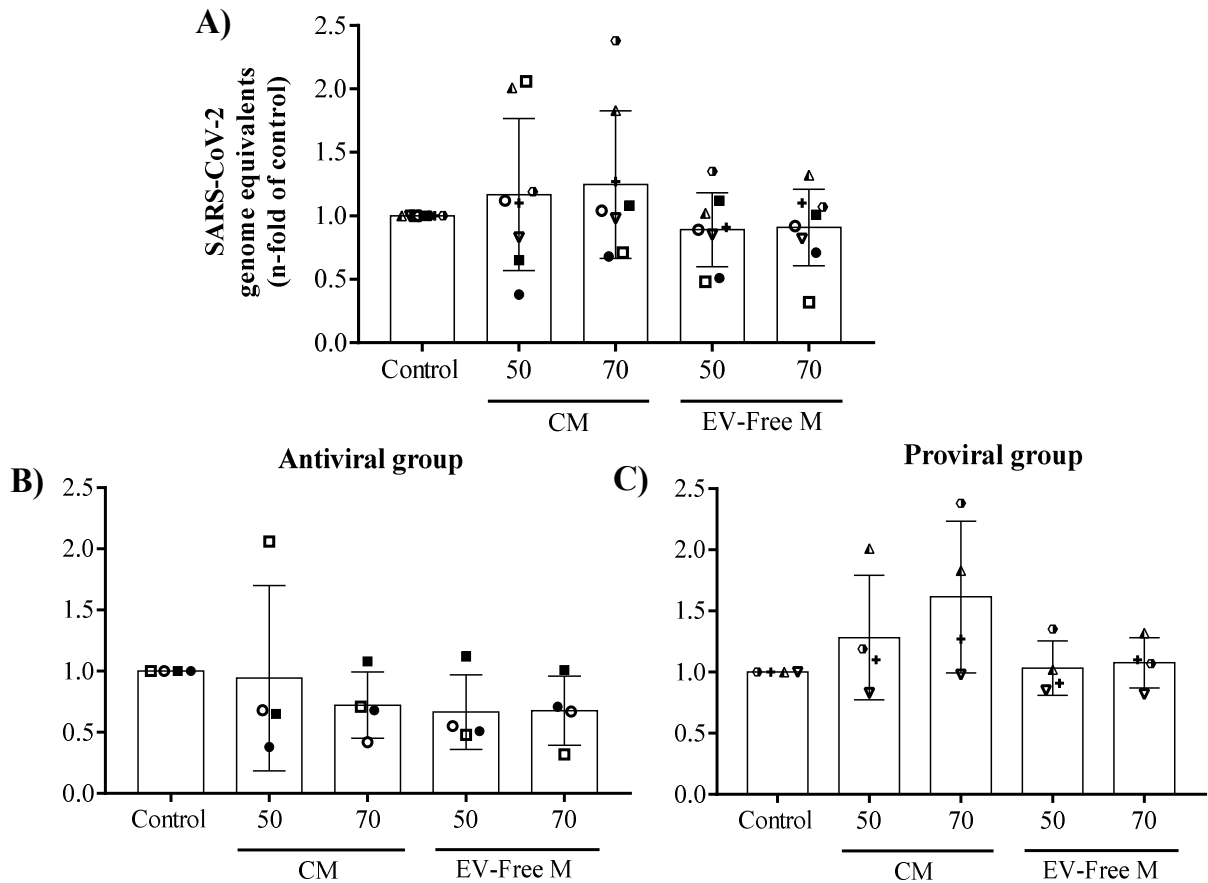 A)
SARS-CoV-2
genome equivalents
(n-fold of control)
2.5
2.0
1.5
1.0
0.5
0.0
Control 50 70 50 70
CM EV-Free M
B)
Antiviral group
2.5
2.0
1.5
1.0
0.5
0.0
Control 50 70 50 70
CM EV-Free M
C)
Proviral group
2.5
2.0
1.5
1.0
0.5
0.0
Control 50 70 50 70
CM EV-Free M